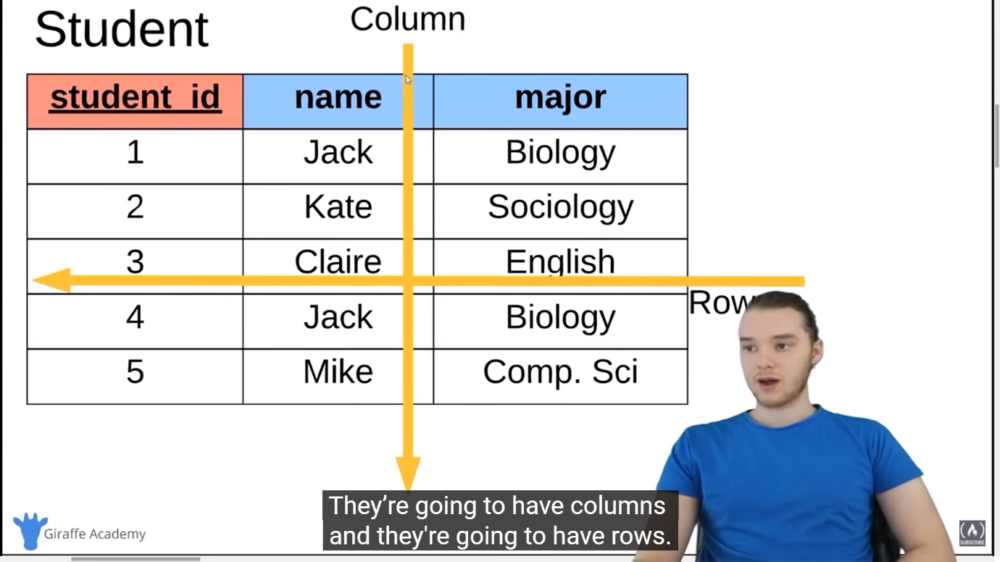 Student
Column
student_id name major
1 Jack Biology
2 Kate Sociology
3 Claire English
Row
4 Jack Biology
5 Mike Comp. Sci
They’re going to have columns
and they're going to have rows.
Giraffe Academy
SUBSCRIBE